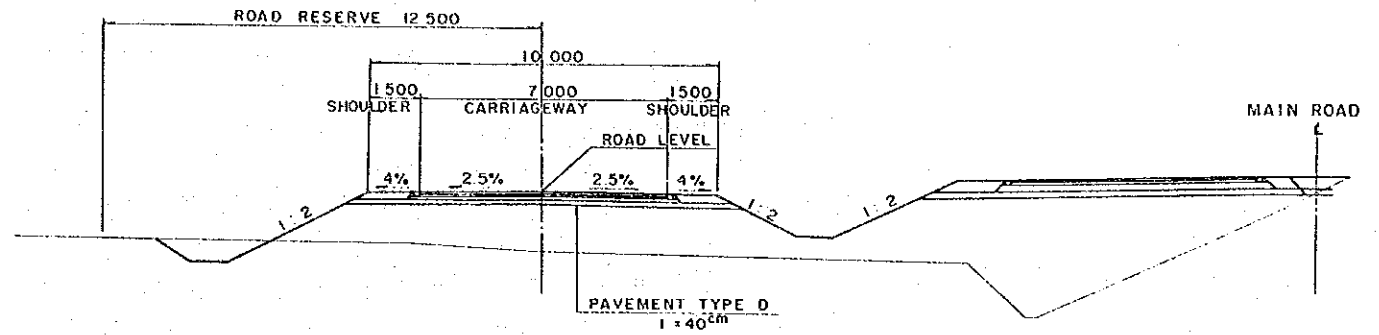 ROAD RESERVE 12 500
10 000
1 500 7 000 1500
SHOULDER CARRIAGEWAY SHOULDER
MAIN ROAD
ROAD LEVEL
4% 2.5% 2.5% 4%
1:2 1:2 1:2
PAVEMENT TYPE D